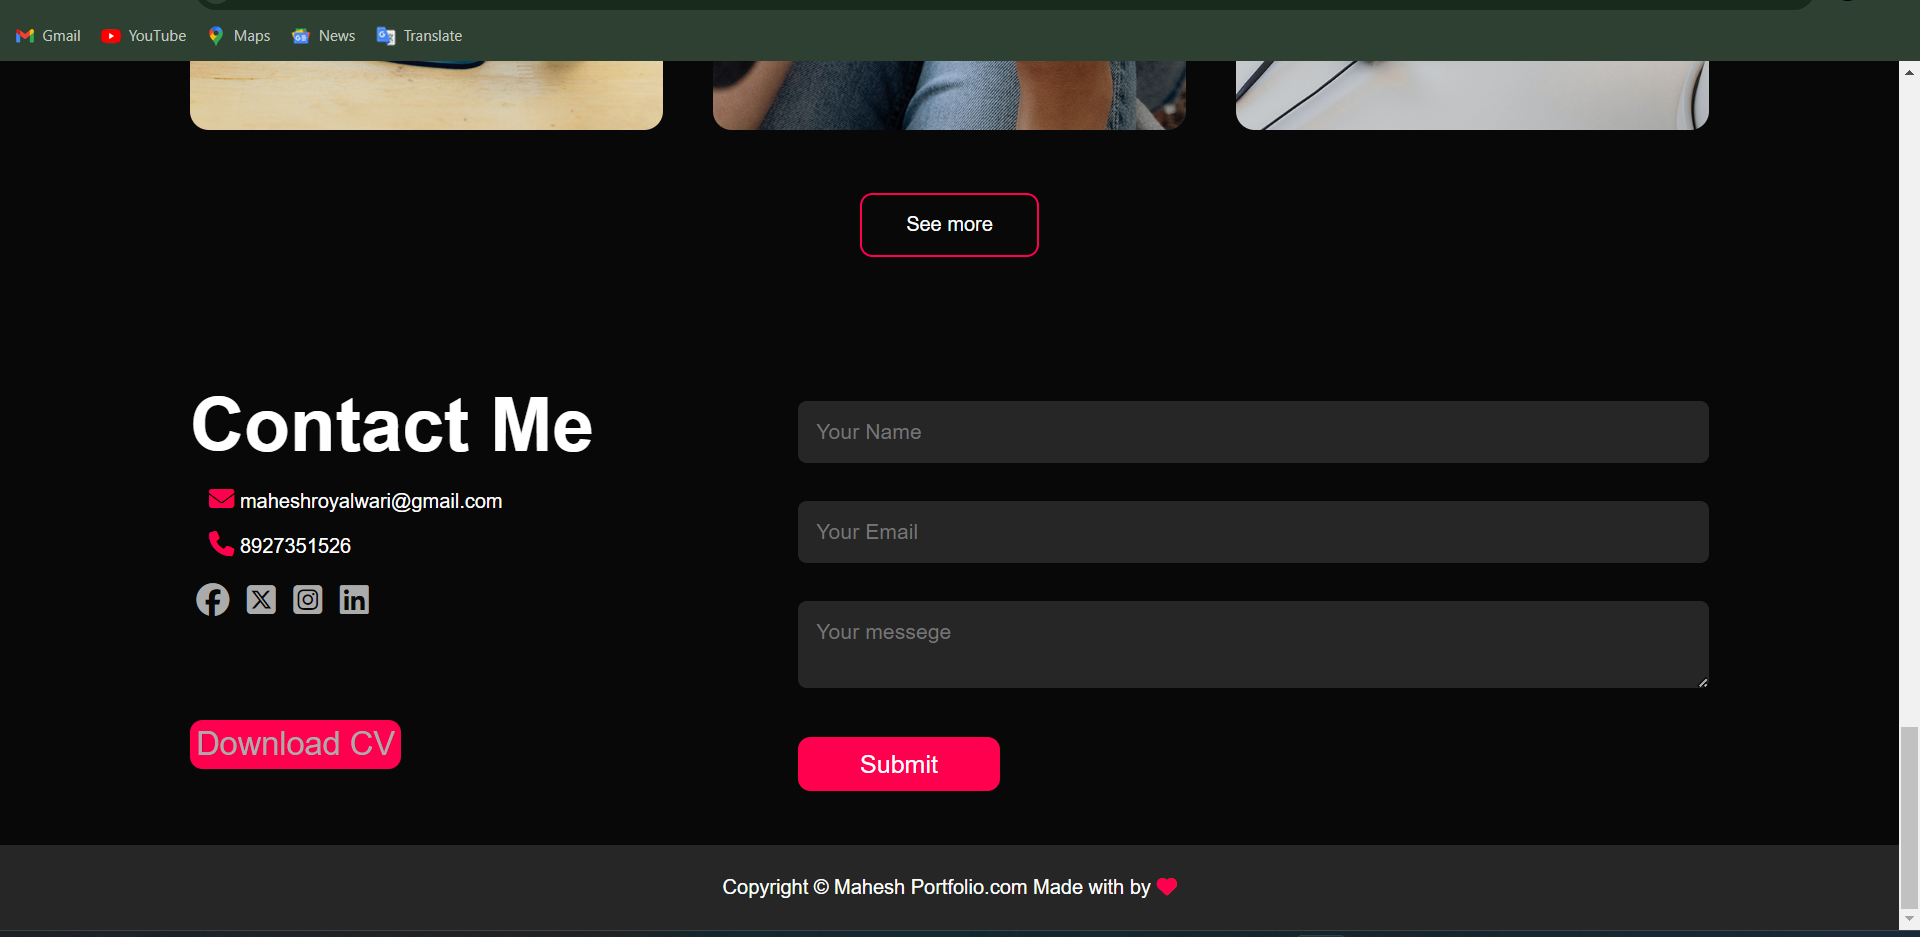 Gmail YouTube Maps News Translate
See more
Contact Me
maheshroyalwari@gmail.com
8927351526
Download CV
Your Name
Your Email
Your messege
Submit
Copyright © Mahesh Portfolio.com Made with by